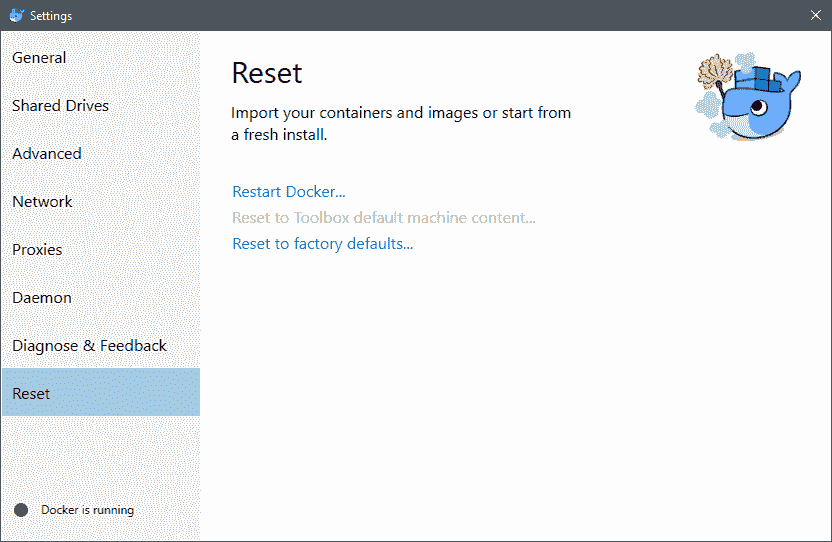 Settings
General
Shared Drives
Advanced
Network
Proxies
Daemon
Diagnose & Feedback
Reset
Docker is running
Reset
Import your containers and images or start from
a fresh install.
Restart Docker...
Reset to Toolbox default machine content...
Reset to factory defaults...